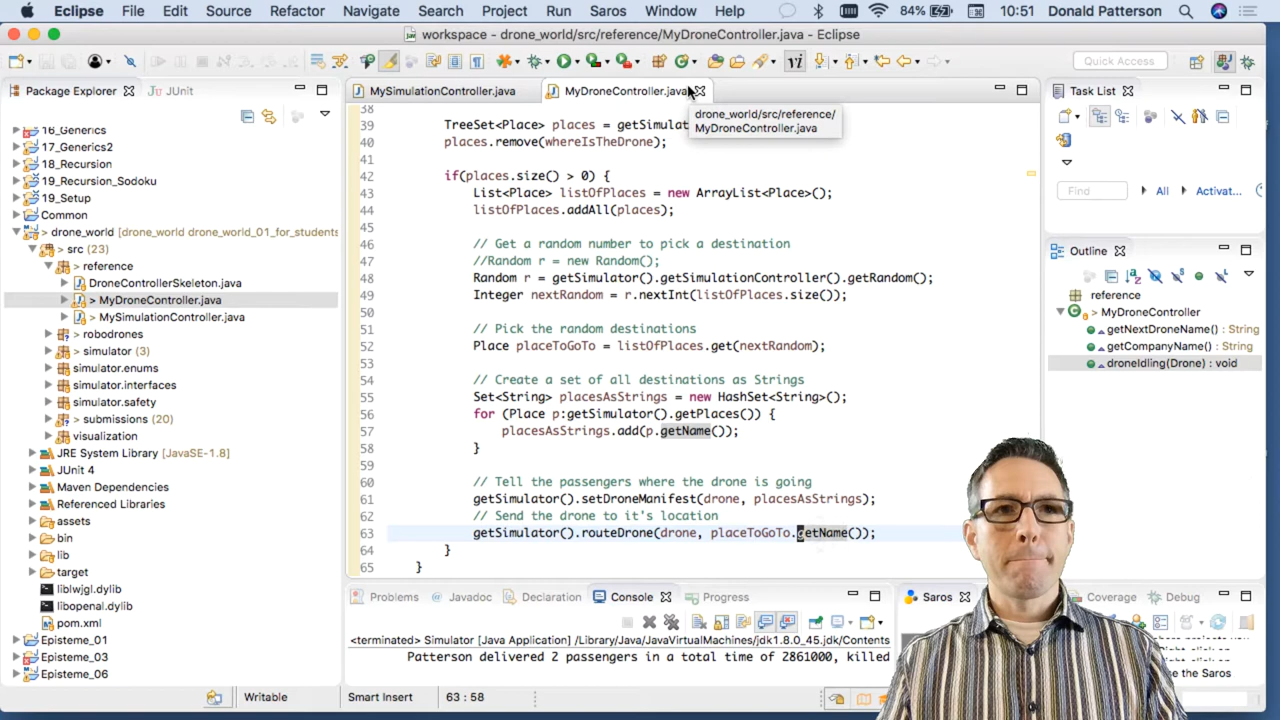 Eclipse File Edit Source Refactor Navigate Search Project Run Saros Window Help 84% 10:51 Donald Patterson
workspace - drone_world/src/reference/MyDroneController.java - Eclipse
Quick Access
Package Explorer JUnit
16_Generics
17_Generics2
18_Recursion
19_Recursion_Sodoku
19_Setup
Common
> drone_world [drone_world drone_world_01_for_students
> src (23)
> reference
DroneControllerSkeleton.java
> MyDroneController.java
> MySimulationController.java
> robodrones
> simulator (3)
simulator.enums
simulator.interfaces
simulator.safety
> submissions (20)
visualization
JRE System Library [JavaSE-1.8]
JUnit 4
Maven Dependencies
Referenced Libraries
assets
bin
lib
target
liblwjgl.dylib
libopenal.dylib
pom.xml
Episteme_01
Episteme_03
Episteme_06
MySimulationController.java MyDroneController.java
drone_world/src/reference/
MyDroneController.java
38
39 TreeSet<Place> places = getSimulat
40 places.remove(whereIsTheDrone);
41
42 if(places.size() > 0) {
43 List<Place> listOfPlaces = new ArrayList<Place>();
44 listOfPlaces.addAll(places);
45
46 // Get a random number to pick a destination
47 //Random r = new Random();
48 Random r = getSimulator().getSimulationController().getRandom();
49 Integer nextRandom = r.nextInt(listOfPlaces.size());
50
51 // Pick the random destinations
52 Place placeToGoTo = listOfPlaces.get(nextRandom);
53
54 // Create a set of all destinations as Strings
55 Set<String> placesAsStrings = new HashSet<String>();
56 for (Place p:getSimulator().getPlaces()) {
57 placesAsStrings.add(p.getName());
58 }
59
60 // Tell the passengers where the drone is going
61 getSimulator().setDroneManifest(drone, placesAsStrings);
62 // Send the drone to it's location
63 getSimulator().routeDrone(drone, placeToGoTo.getName());
64 }
65 }
Problems Javadoc Declaration Console Progress
<terminated> Simulator [Java Application] /Library/Java/JavaVirtualMachines/jdk1.8.0_45.jdk/Contents
Patterson delivered 2 passengers in a total time of 2861000, killed
Task List
Find All Activat...
Outline
reference
MyDroneController
getNextDroneName() : String
getCompanyName() : String
droneIdling(Drone) : void
Saros Coverage Debug
the Saros
Writable Smart Insert 63 : 58